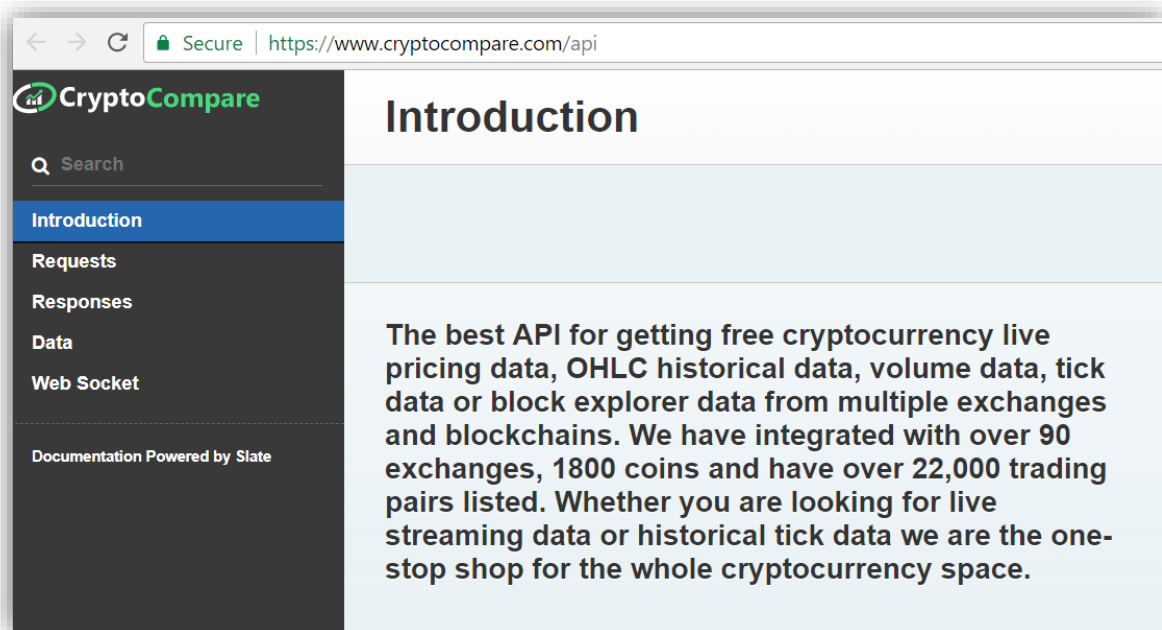 Secure https://www.cryptocompare.com/api
CryptoCompare
Search
Introduction
Requests
Responses
Data
Web Socket
Documentation Powered by Slate
Introduction
The best API for getting free cryptocurrency live
pricing data, OHLC historical data, volume data, tick
data or block explorer data from multiple exchanges
and blockchains. We have integrated with over 90
exchanges, 1800 coins and have over 22,000 trading
pairs listed. Whether you are looking for live
streaming data or historical tick data we are the one-
stop shop for the whole cryptocurrency space.